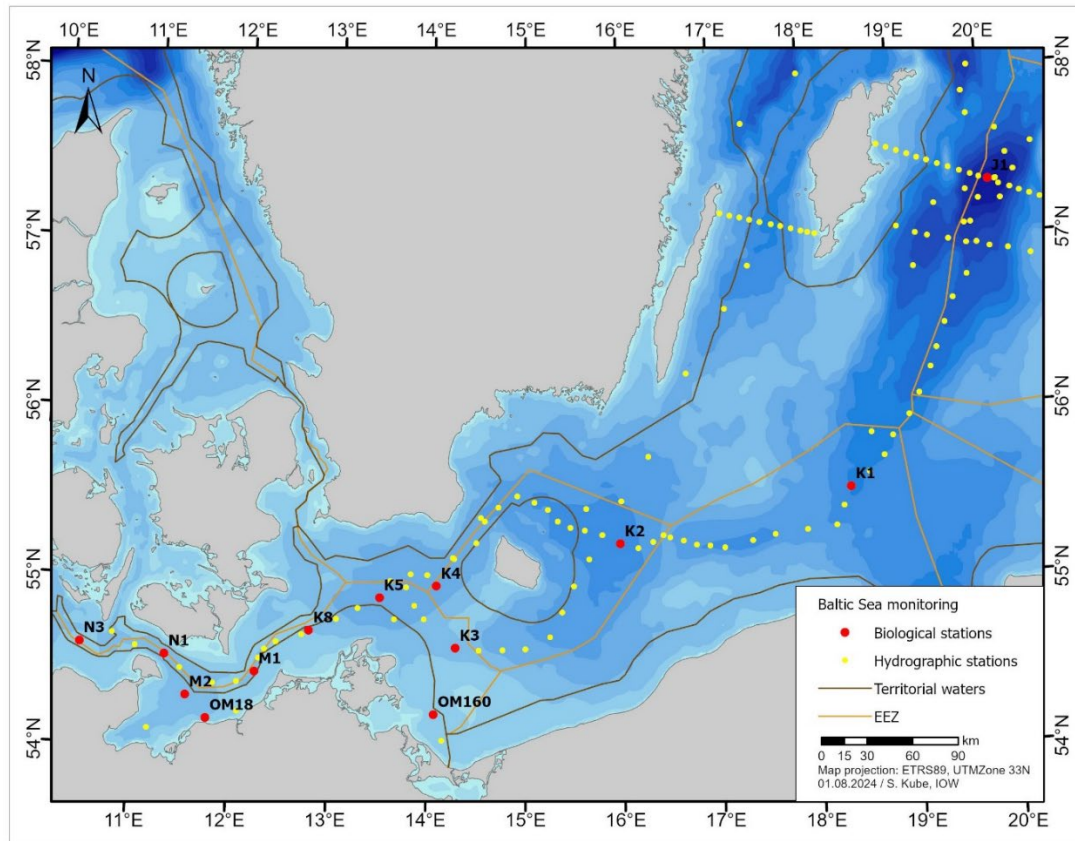 10°E 11°E 12°E 13°E 14°E 15°E 16°E 17°E 18°E 19°E 20°E
58°N 58°N
N
J1
57°N 57°N
56°N 56°N
K1
K2
55°N 55°N
K4
K5
K8
K3
N3
N1
M1
M2
OM18
OM160
54°N 54°N
Baltic Sea monitoring
Biological stations
Hydrographic stations
Territorial waters
EEZ
km
0 15 30 60 90
Map projection: ETRS89, UTMZone 33N
01.08.2024 / S. Kube, IOW
11°E 12°E 13°E 14°E 15°E 16°E 17°E 18°E 19°E 20°E